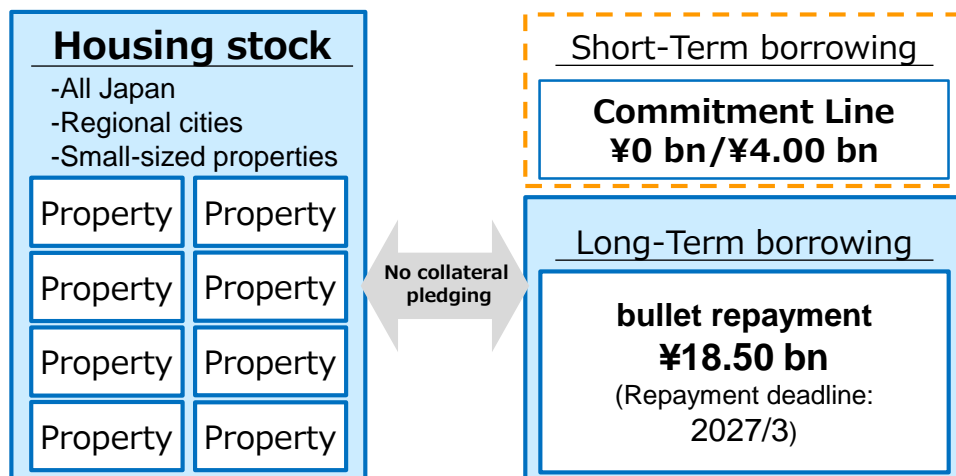 Housing stock
-All Japan
-Regional cities
-Small-sized properties
Property Property
Property Property
Property Property
Property Property
No collateral
pledging
Short-Term borrowing
Commitment Line
¥0 bn/¥4.00 bn
Long-Term borrowing
bullet repayment
¥18.50 bn
(Repayment deadline:
2027/3)